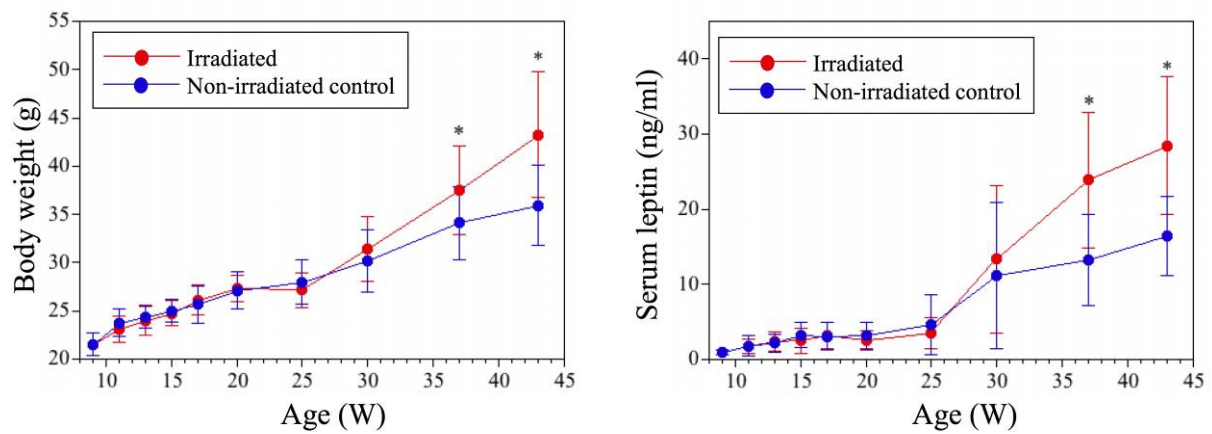 Body weight (g)
55
50
45
40
35
30
25
20
Irradiated
Non-irradiated control
*
*
10 15 20 25 30 35 40 45
Age (W)
Serum leptin (ng/ml)
40
30
20
10
0
Irradiated
Non-irradiated control
*
*
10 15 20 25 30 35 40 45
Age (W)